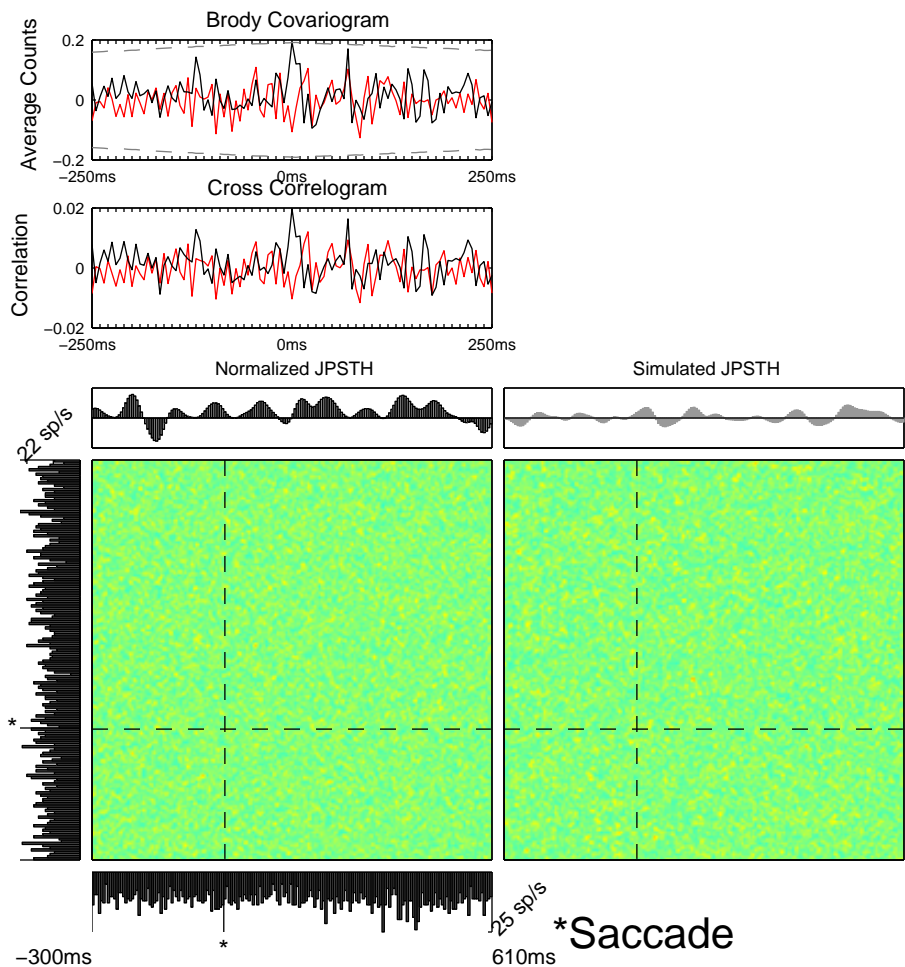 Brody Covariogram
Average Counts
0.2
0
−0.2
−250ms
0ms
250ms
Cross Correlogram
Correlation
0.02
0
−0.02
−250ms
0ms
250ms
Normalized JPSTH
Simulated JPSTH
22 sp/s
*
25 sp/s
*
*Saccade
−300ms
610ms